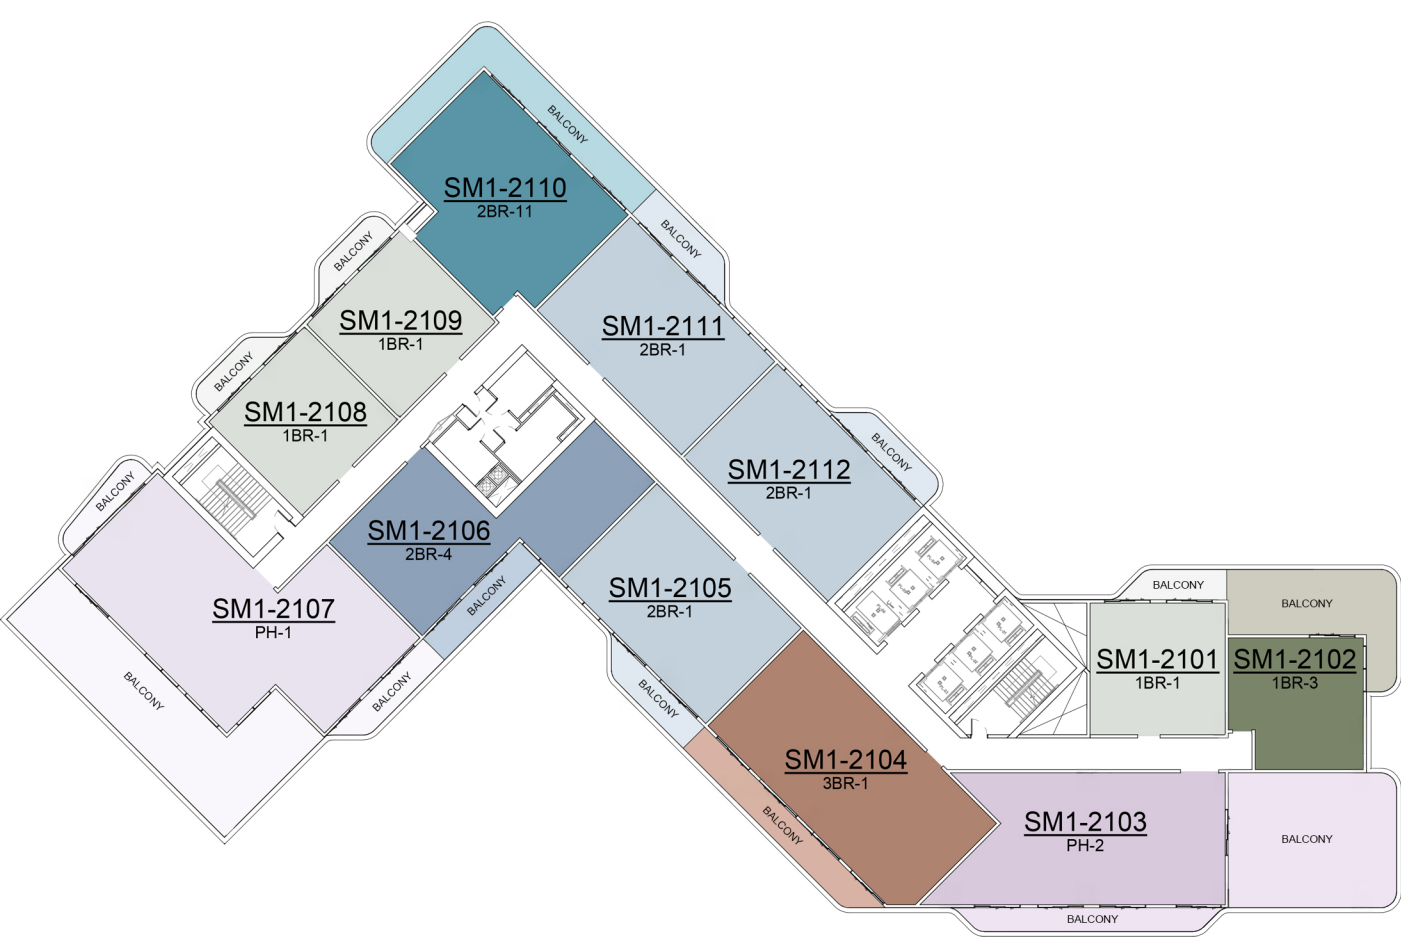 BALCONY
SM1-2110
2BR-11
BALCONY
BALCONY
SM1-2109
1BR-1
SM1-2111
2BR-1
BALCONY
SM1-2108
1BR-1
BALCONY
SM1-2112
2BR-1
BALCONY
SM1-2106
2BR-4
SM1-2105
2BR-1
BALCONY
SM1-2107
PH-1
BALCONY
BALCONY
BALCONY
BALCONY
BALCONY
SM1-2101
1BR-1
SM1-2102
1BR-3
SM1-2104
3BR-1
BALCONY
SM1-2103
PH-2
BALCONY
BALCONY